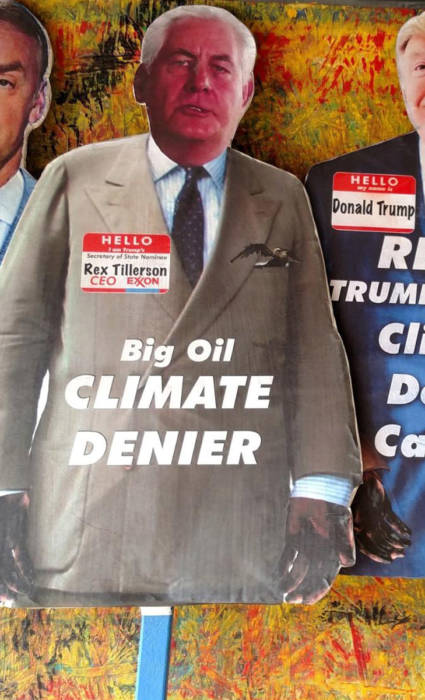 HELLO
I am Trump's
Secretary of State Nominee
Rex Tillerson
CEO EXXON
Big Oil
CLIMATE
DENIER
HELLO
my name is
Donald Trump
TRUM
Cli
D
Ca